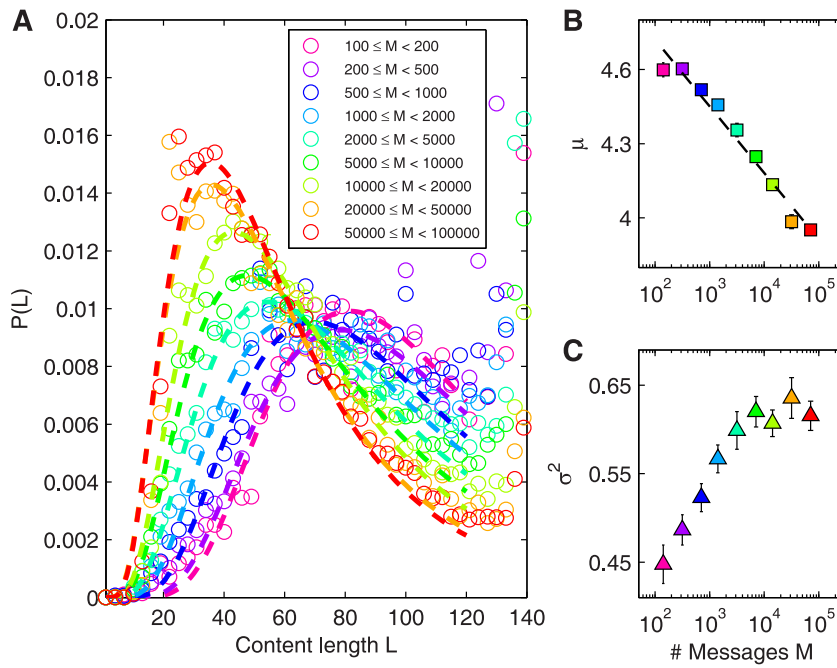 A
P(L)
0.02
0.018
0.016
0.014
0.012
0.01
0.008
0.006
0.004
0.002
0
20 40 60 80 100 120 140
Content length L
100 ≤ M < 200
200 ≤ M < 500
500 ≤ M < 1000
1000 ≤ M < 2000
2000 ≤ M < 5000
5000 ≤ M < 10000
10000 ≤ M < 20000
20000 ≤ M < 50000
50000 ≤ M < 100000
B
μ
4.6
4.3
4
10² 10³ 10⁴ 10⁵
C
σ²
0.65
0.55
0.45
10² 10³ 10⁴ 10⁵
# Messages M